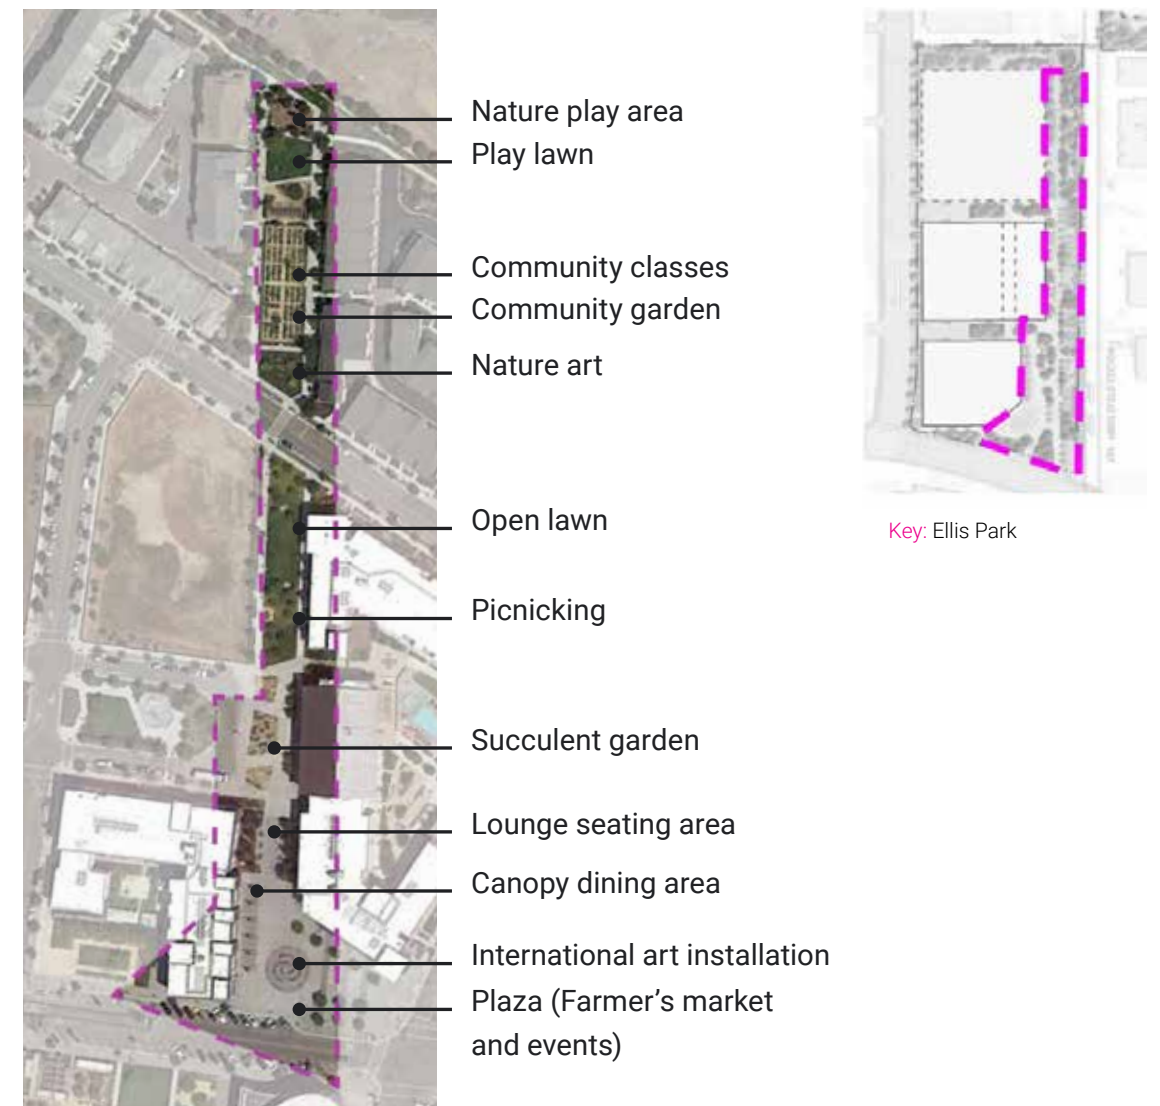 Nature play area
Play lawn
Community classes
Community garden
Nature art
Open lawn
Picnicking
Succulent garden
Lounge seating area
Canopy dining area
International art installation
Plaza (Farmer’s market
and events)
Key: Ellis Park